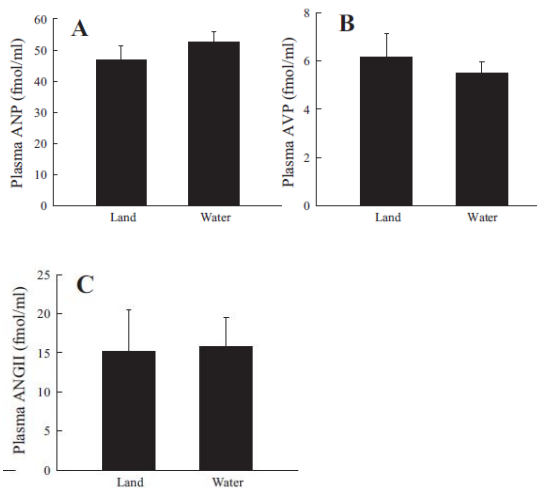 A
Plasma ANP (fmol/ml)
60
50
40
30
20
10
0
Land Water
B
Plasma AVP (fmol/ml)
8
6
4
2
0
Land Water
C
Plasma ANGII (fmol/ml)
25
20
15
10
5
0
Land Water